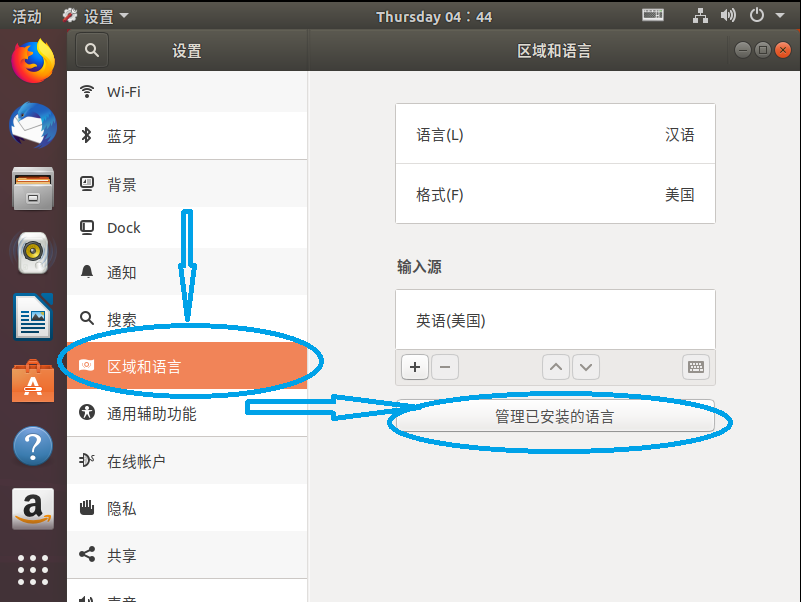 活动
设置
Thursday 04：44
设置
区域和语言
Wi-Fi
蓝牙
背景
Dock
通知
搜索
区域和语言
通用辅助功能
在线帐户
隐私
共享
声音
语言(L)
汉语
格式(F)
美国
输入源
英语(美国)
管理已安装的语言